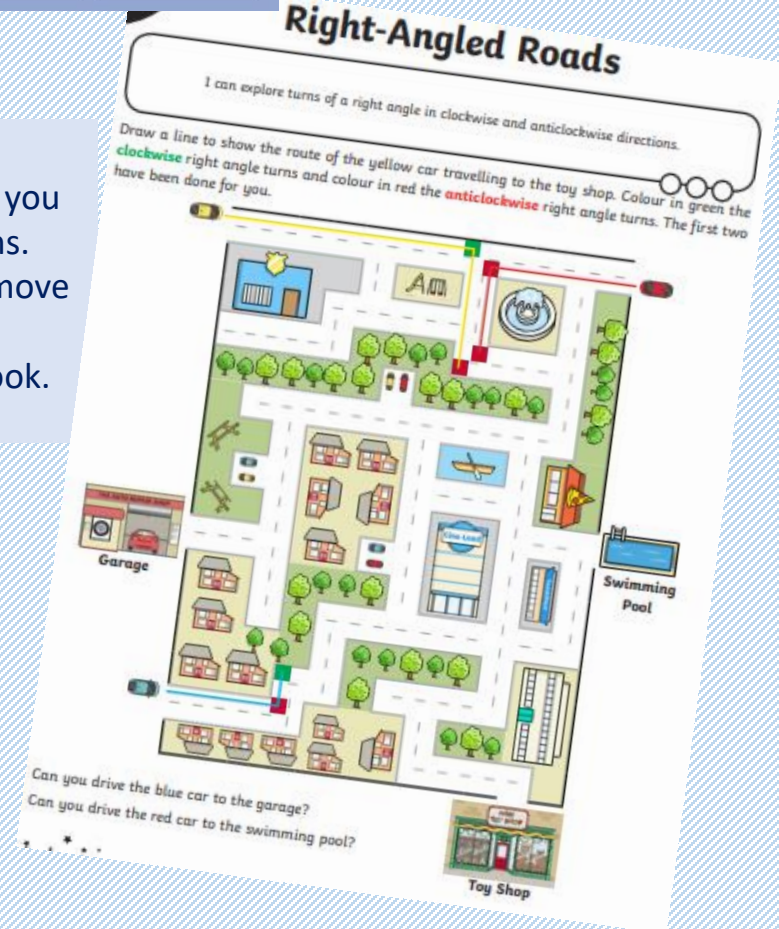 you
ns.
move
ook.
Right-Angled Roads
I can explore turns of a right angle in clockwise and anticlockwise directions.
Draw a line to show the route of the yellow car travelling to the toy shop. Colour in green the
clockwise right angle turns and colour in red the anticlockwise right angle turns. The first two
have been done for you.
Garage
Swimming
Pool
Can you drive the blue car to the garage?
Can you drive the red car to the swimming pool?
Toy Shop